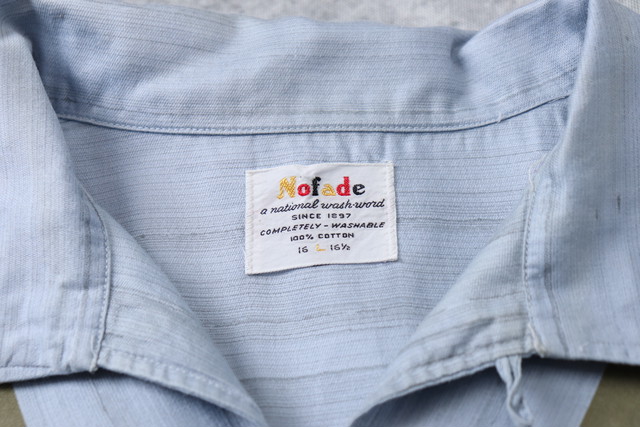 Nofade
a national wash-word
SINCE 1897
COMPLETELY - WASHABLE
100% COTTON
16 L 16½